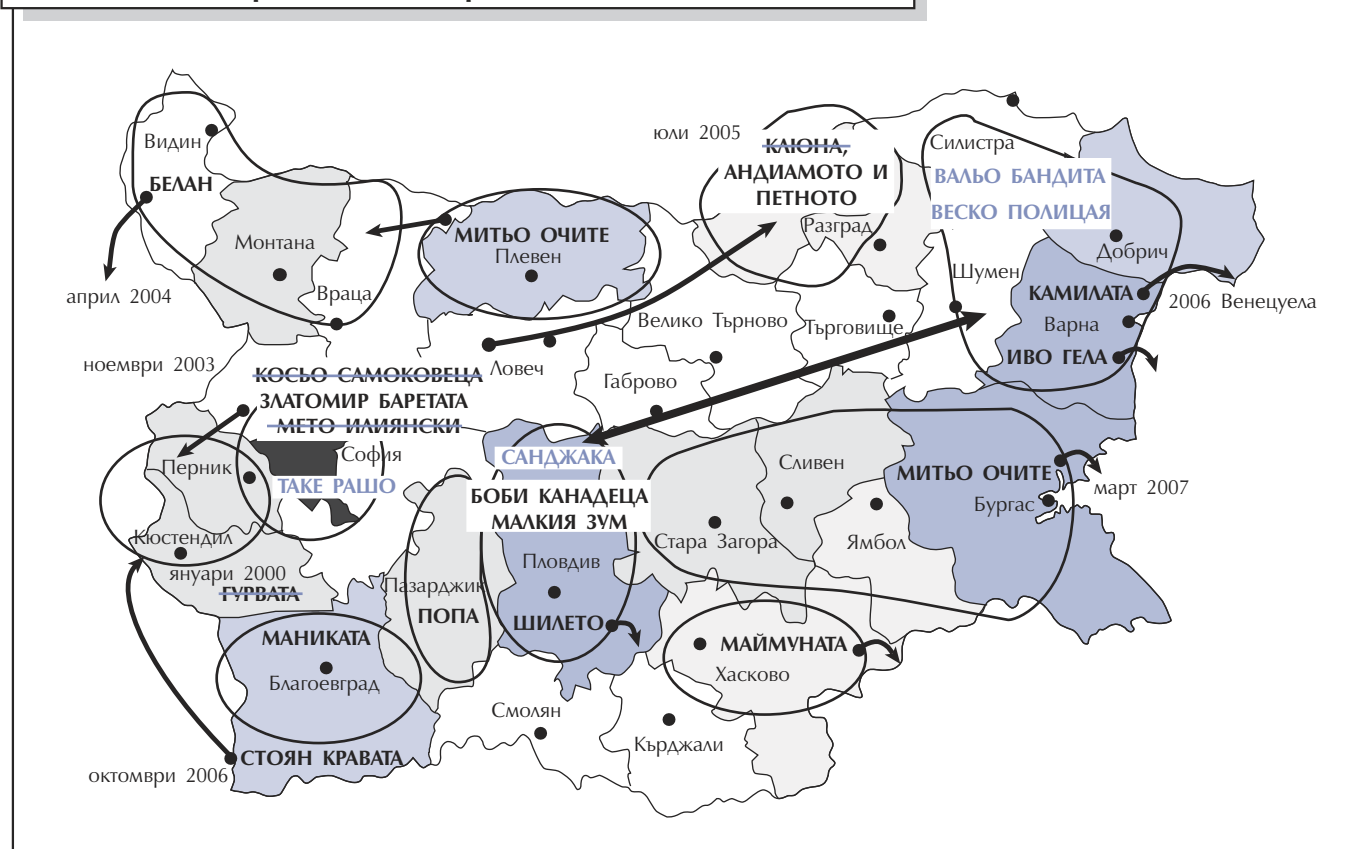 юли 2005
КЛЮНА,
АНДИАМОТО И
ПЕТНОТО
Разград
Силистра
ВАЛЬО БАНДИТА
ВЕСКО ПОЛИЦАЯ
Добрич
Видин
БЕЛАН
Монтана
Враца
април 2004
МИТЬО ОЧИТЕ
Плевен
Шумен
КАМИЛАТА
2006 Венецуела
Варна
ИВО ГЕЛА
Велико Търново
Търговище
ноември 2003
Ловеч
Габрово
КОСЬО САМОКОВЕЦА
ЗЛАТОМИР БАРЕТАТА
МЕТО ИЛИЯНСКИ
София
ТАКЕ РАШО
Перник
САНДЖАКА
БОБИ КАНАДЕЦА
МАЛКИЯ ЗУМ
Сливен
МИТЬО ОЧИТЕ
март 2007
Бургас
Кюстендил
Стара Загора
Ямбол
януари 2000
ГУРВАТА
Пазарджик
ПОПА
Пловдив
ШИЛЕТО
МАНИКАТА
Благоевград
МАЙМУНАТА
Хасково
Смолян
Кърджали
октомври 2006
СТОЯН КРАВАТА